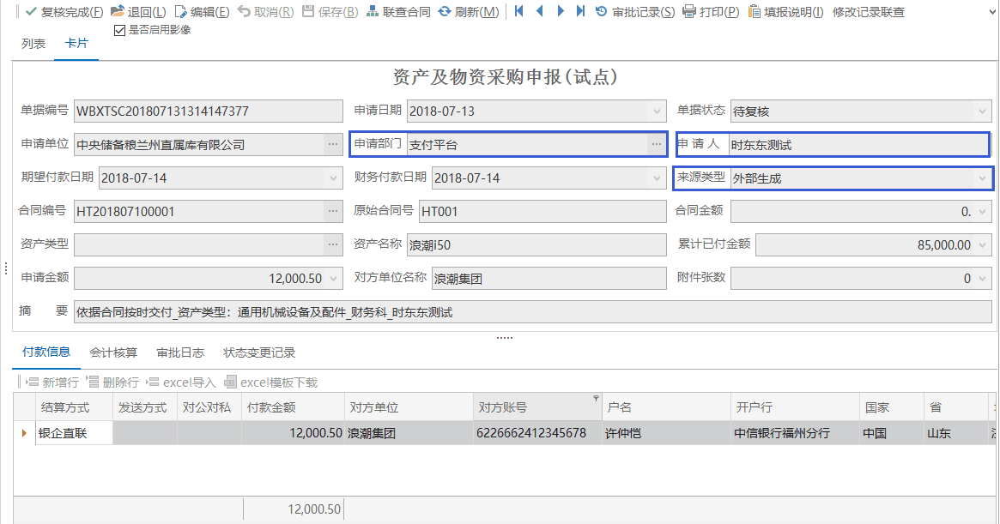 复核完成(F) 退回(L) 编辑(E) 取消(R) 保存(B) 联查合同 刷新(M) 审批记录(S) 打印(P) 填报说明(I) 修改记录联查
是否启用影像
列表 卡片
资产及物资采购申报(试点)
单据编号 WBXTSC201807131314147377 申请日期 2018-07-13 单据状态 待复核
申请单位 中央储备粮兰州直属库有限公司 ... 申请部门 支付平台 ... 申 请 人 时东东测试
期望付款日期 2018-07-14 财务付款日期 2018-07-14 来源类型 外部生成
合同编号 HT201807100001 ... 原始合同号 HT001 合同金额 0.
资产类型 ... 资产名称 浪潮i50 累计已付金额 85,000.00
申请金额 12,000.50 对方单位名称 浪潮集团 附件张数 0
摘 要 依据合同按时交付_资产类型：通用机械设备及配件_财务科_时东东测试
付款信息 会计核算 审批日志 状态变更记录
新增行 删除行 excel导入 excel模板下载
结算方式 发送方式 对公对私 付款金额 对方单位 对方账号 户名 开户行 国家 省
银企直联 12,000.50 浪潮集团 6226662412345678 许仲恺 中信银行福州分行 中国 山东
12,000.50